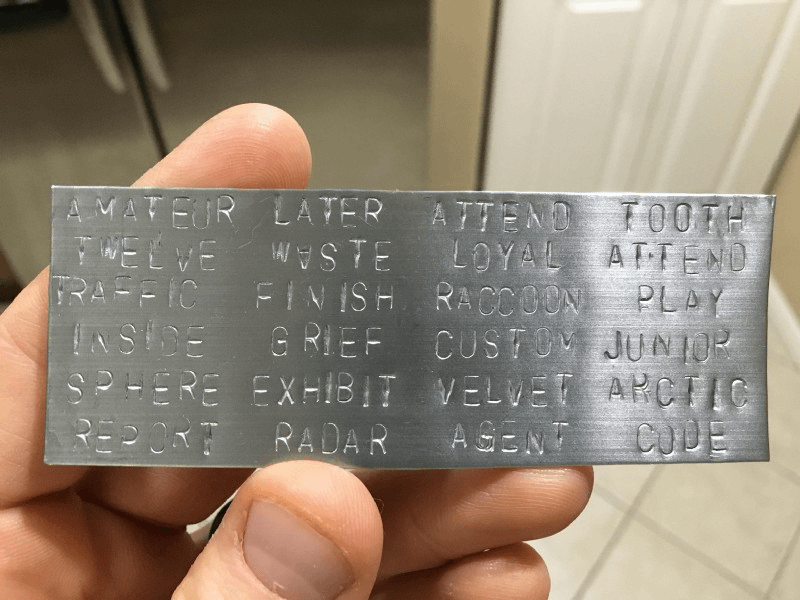 AMATEUR LATER ATTEND TOOTH
TWELVE WASTE LOYAL ATTEND
TRAFFIC FINISH RACCOON PLAY
INSIDE GRIEF CUSTOM JUNIOR
SPHERE EXHIBIT VELVET ARCTIC
REPORT RADAR AGENT CODE